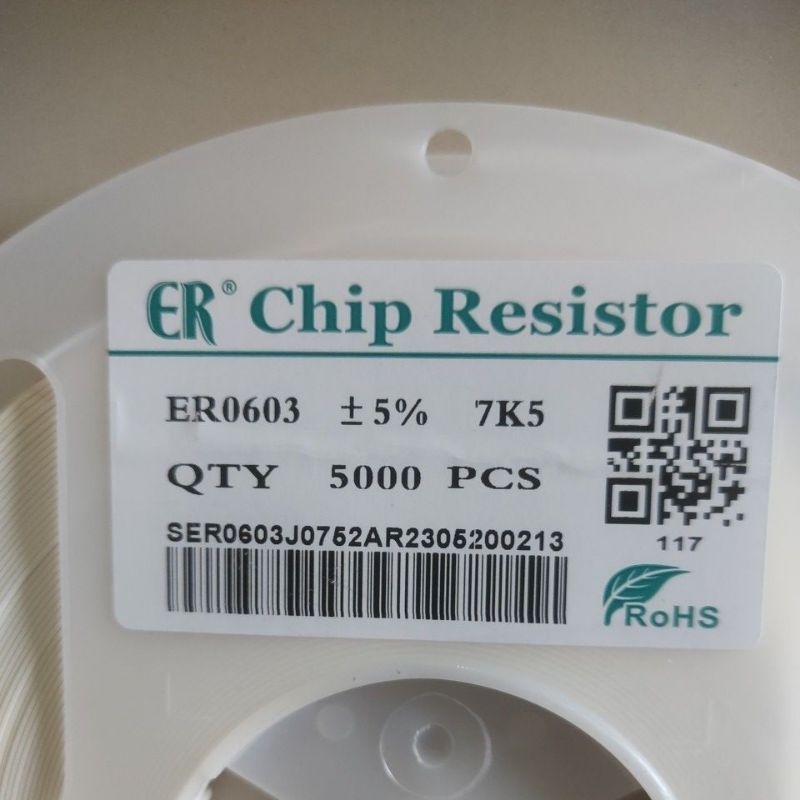 ER® Chip Resistor
ER0603 ±5% 7K5
QTY 5000 PCS
SER0603J0752AR2305200213
117
RoHS